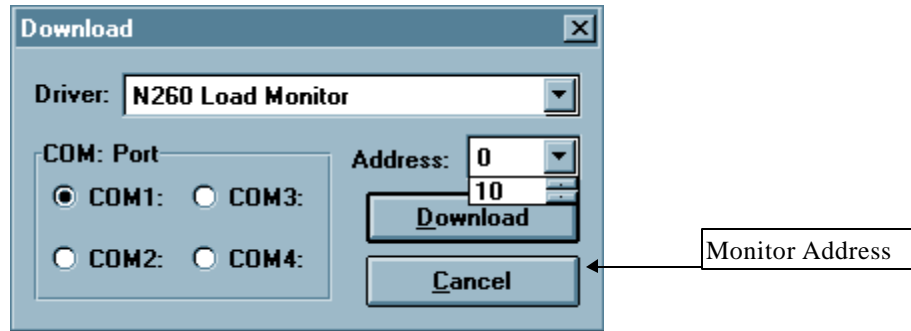 Download
Driver: N260 Load Monitor
COM: Port
Address: 0
10
COM1: COM3:
Download
COM2: COM4:
Cancel
Monitor Address